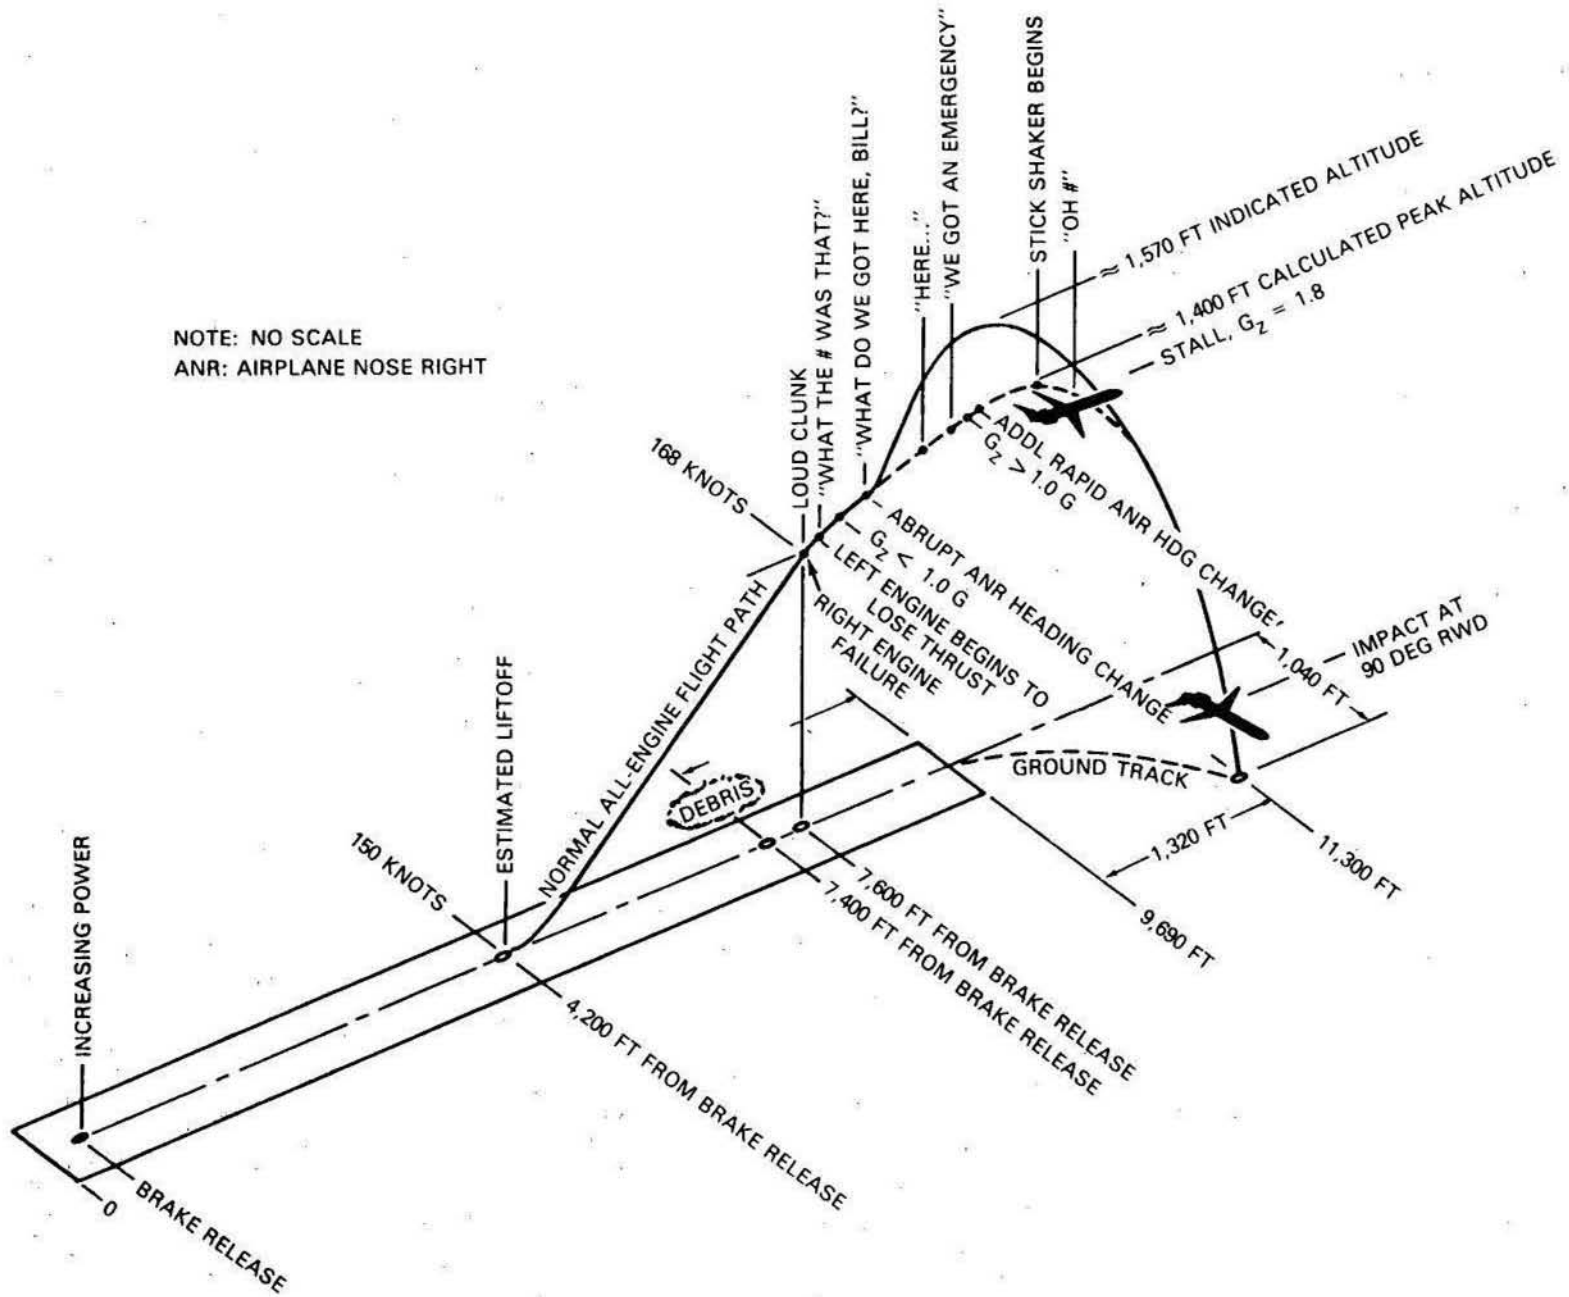 NOTE: NO SCALE
ANR: AIRPLANE NOSE RIGHT
INCREASING POWER
BRAKE RELEASE
0
150 KNOTS
ESTIMATED LIFTOFF
4,200 FT FROM BRAKE RELEASE
NORMAL ALL-ENGINE FLIGHT PATH
DEBRIS
7,400 FT FROM BRAKE RELEASE
7,600 FT FROM BRAKE RELEASE
168 KNOTS
LOUD CLUNK
"WHAT THE # WAS THAT?"
"WHAT DO WE GOT HERE, BILL?"
"HERE..."
"WE GOT AN EMERGENCY"
STICK SHAKER BEGINS
"OH #"
≈ 1,570 FT INDICATED ALTITUDE
≈ 1,400 FT CALCULATED PEAK ALTITUDE
STALL, GZ = 1.8
ADDL RAPID ANR HDG CHANGE
GZ > 1.0 G
ABRUPT ANR HEADING CHANGE
GZ < 1.0 G
LEFT ENGINE BEGINS TO
LOSE THRUST
RIGHT ENGINE
FAILURE
GROUND TRACK
IMPACT AT
90 DEG RWD
1,040 FT
1,320 FT
11,300 FT
9,690 FT